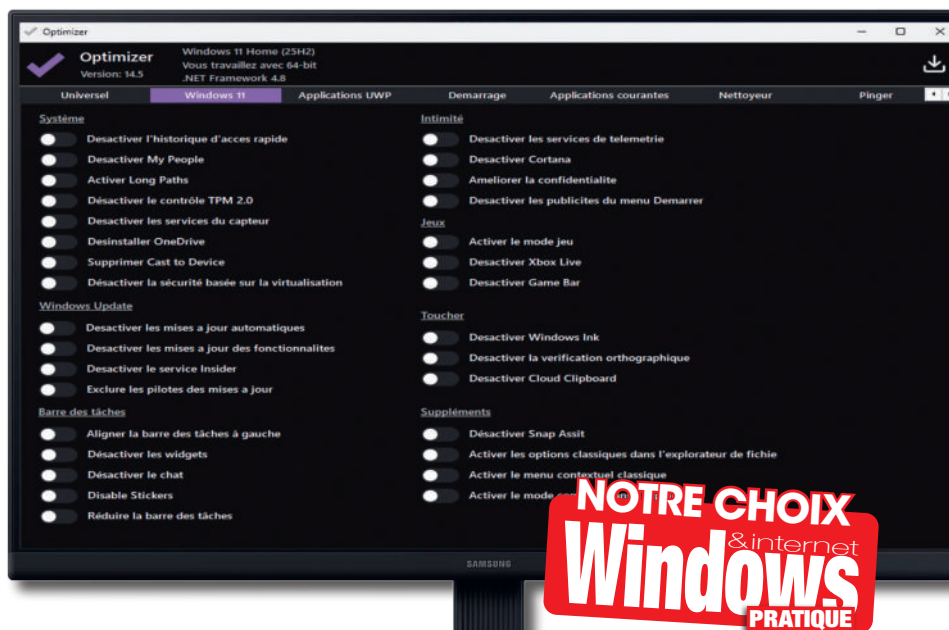 Optimizer
Optimizer
Version: 14.5
Windows 11 Home (25H2)
Vous travaillez avec 64-bit
.NET Framework 4.8
Universel Windows 11 Applications UWP Demarrage Applications courantes Nettoyeur Pinger
Système
Desactiver l'historique d'acces rapide
Desactiver My People
Activer Long Paths
Désactiver le contrôle TPM 2.0
Desactiver les services du capteur
Desinstaller OneDrive
Supprimer Cast to Device
Désactiver la sécurité basée sur la virtualisation
Windows Update
Desactiver les mises a jour automatiques
Desactiver les mises a jour des fonctionnalites
Desactiver le service Insider
Exclure les pilotes des mises a jour
Barre des tâches
Aligner la barre des tâches à gauche
Désactiver les widgets
Désactiver le chat
Disable Stickers
Réduire la barre des tâches
Intimité
Desactiver les services de telemetrie
Desactiver Cortana
Ameliorer la confidentialite
Desactiver les publicites du menu Demarrer
Jeux
Activer le mode jeu
Desactiver Xbox Live
Desactiver Game Bar
Toucher
Desactiver Windows Ink
Desactiver la verification orthographique
Desactiver Cloud Clipboard
Suppléments
Désactiver Snap Assit
Activer les options classiques dans l'explorateur de fichie
Activer le menu contextuel classique
Activer le mode
SAMSUNG
NOTRE CHOIX
&internet
Windows
PRATIQUE